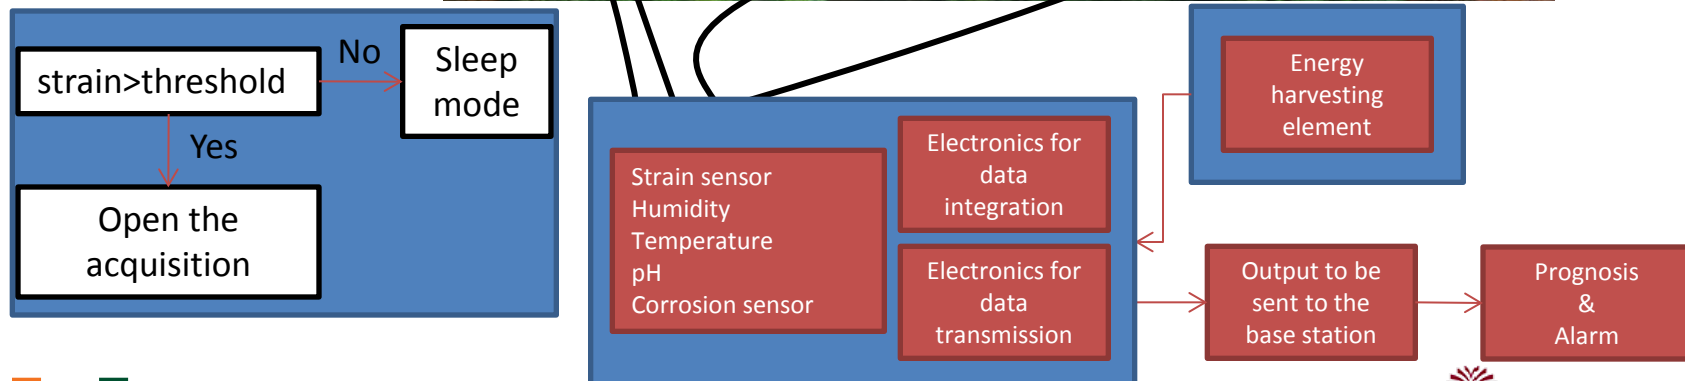 strain>threshold
No
Sleep
mode
Yes
Open the
acquisition
Strain sensor
Humidity
Temperature
pH
Corrosion sensor
Electronics for
data
integration
Electronics for
data
transmission
Energy
harvesting
element
Output to be
sent to the
base station
Prognosis
&
Alarm